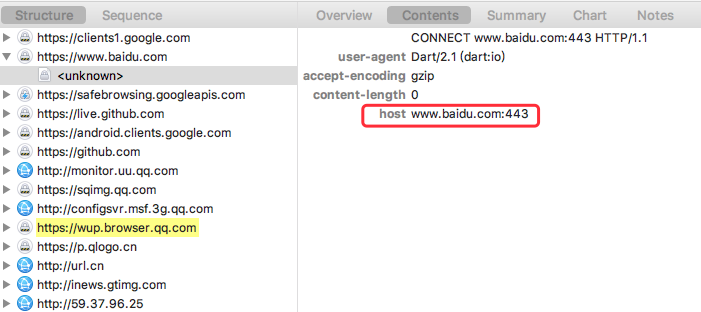 Structure Sequence
Overview Contents Summary Chart Notes
https://clients1.google.com
https://www.baidu.com
<unknown>
https://safebrowsing.googleapis.com
https://live.github.com
https://android.clients.google.com
https://github.com
http://monitor.uu.qq.com
https://sqimg.qq.com
http://configsvr.msf.3g.qq.com
https://wup.browser.qq.com
https://p.qlogo.cn
http://url.cn
http://inews.gtimg.com
http://59.37.96.25
CONNECT www.baidu.com:443 HTTP/1.1
user-agent Dart/2.1 (dart:io)
accept-encoding gzip
content-length 0
host www.baidu.com:443